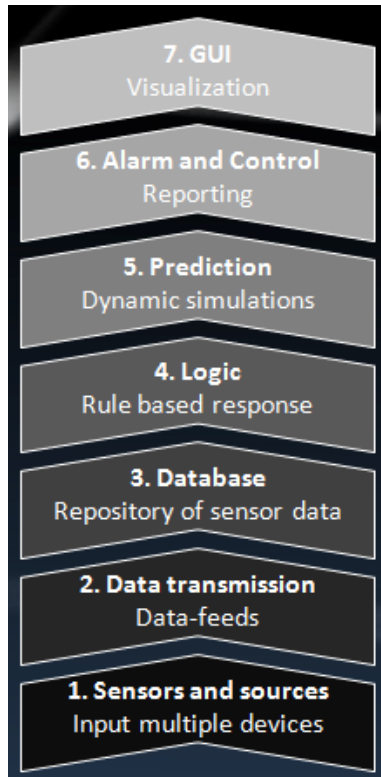 7. GUI
Visualization
6. Alarm and Control
Reporting
5. Prediction
Dynamic simulations
4. Logic
Rule based response
3. Database
Repository of sensor data
2. Data transmission
Data-feeds
1. Sensors and sources
Input multiple devices